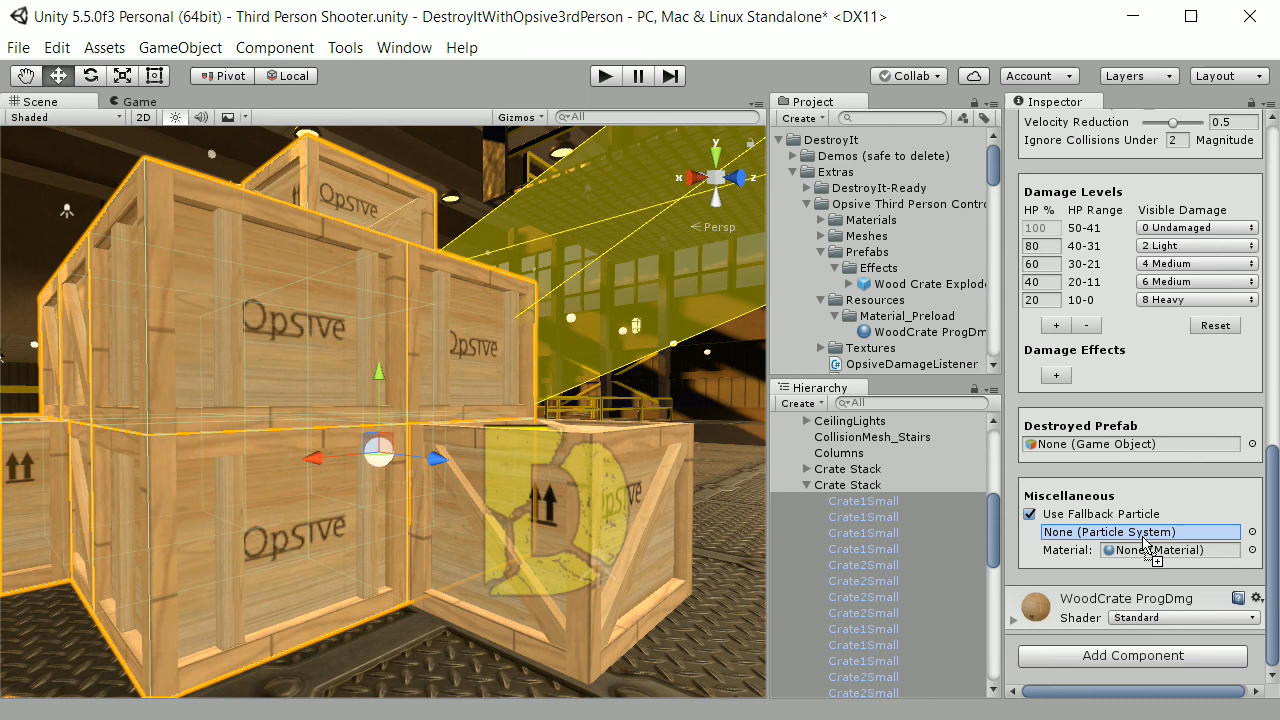 Unity 5.5.0f3 Personal (64bit) - Third Person Shooter.unity - DestroyItWithOpsive3rdPerson - PC, Mac & Linux Standalone* <DX11>
File Edit Assets GameObject Component Tools Window Help
Pivot Local Collab Account Layers Layout
Scene Game
Shaded 2D Gizmos All
y
x z
Persp
Opsive
Opsive
Opsive
Opsive
Project
Create
DestroyIt
Demos (safe to delete)
Extras
DestroyIt-Ready
Opsive Third Person Contr
Materials
Meshes
Prefabs
Effects
Wood Crate Explod
Resources
Material_Preload
WoodCrate ProgDm
Textures
OpsiveDamageListener
Hierarchy
Create All
CeilingLights
CollisionMesh_Stairs
Columns
Crate Stack
Crate Stack
Crate1Small
Crate1Small
Crate1Small
Crate1Small
Crate2Small
Crate2Small
Crate2Small
Crate2Small
Crate1Small
Crate1Small
Crate1Small
Crate2Small
Crate2Small
Inspector
Velocity Reduction 0.5
Ignore Collisions Under 2 Magnitude
Damage Levels
HP % HP Range Visible Damage
100 50-41 0 Undamaged
80 40-31 2 Light
60 30-21 4 Medium
40 20-11 6 Medium
20 10-0 8 Heavy
+ - Reset
Damage Effects
+
Destroyed Prefab
None (Game Object)
Miscellaneous
Use Fallback Particle
None (Particle System)
Material: None (Material)
WoodCrate ProgDmg
Shader Standard
Add Component